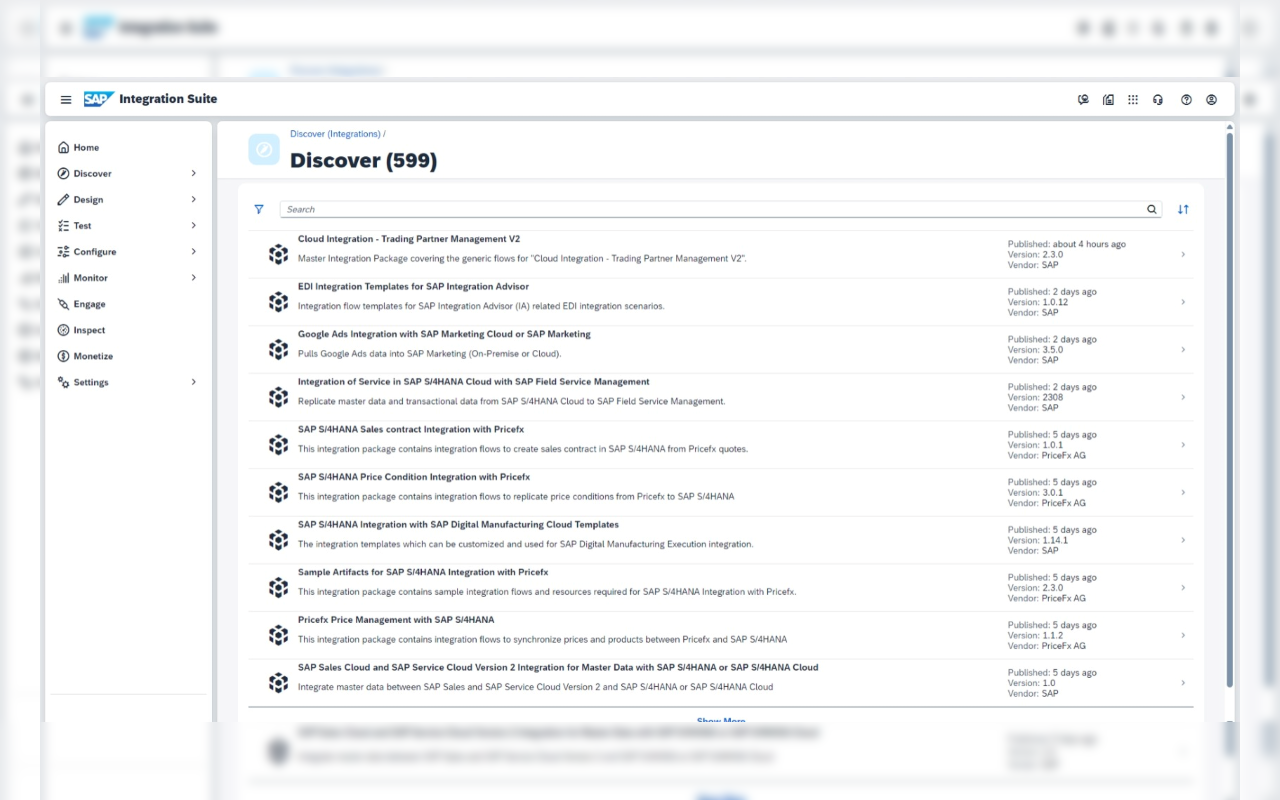 SAP Integration Suite
Home
Discover
Design
Test
Configure
Monitor
Engage
Inspect
Monetize
Settings
Discover (Integrations) /
Discover (599)
Search
Cloud Integration - Trading Partner Management V2
Master Integration Package covering the generic flows for "Cloud Integration - Trading Partner Management V2".
Published: about 4 hours ago
Version: 2.3.0
Vendor: SAP
EDI Integration Templates for SAP Integration Advisor
Integration flow templates for SAP Integration Advisor (IA) related EDI integration scenarios.
Published: 2 days ago
Version: 1.0.12
Vendor: SAP
Google Ads Integration with SAP Marketing Cloud or SAP Marketing
Pulls Google Ads data into SAP Marketing (On-Premise or Cloud).
Published: 2 days ago
Version: 3.5.0
Vendor: SAP
Integration of Service in SAP S/4HANA Cloud with SAP Field Service Management
Replicate master data and transactional data from SAP S/4HANA Cloud to SAP Field Service Management.
Published: 2 days ago
Version: 2308
Vendor: SAP
SAP S/4HANA Sales contract Integration with Pricefx
This integration package contains integration flows to create sales contract in SAP S/4HANA from Pricefx quotes.
Published: 5 days ago
Version: 1.0.1
Vendor: PriceFx AG
SAP S/4HANA Price Condition Integration with Pricefx
This integration package contains integration flows to replicate price conditions from Pricefx to SAP S/4HANA
Published: 5 days ago
Version: 3.0.1
Vendor: PriceFx AG
SAP S/4HANA Integration with SAP Digital Manufacturing Cloud Templates
The integration templates which can be customized and used for SAP Digital Manufacturing Execution integration.
Published: 5 days ago
Version: 1.14.1
Vendor: SAP
Sample Artifacts for SAP S/4HANA Integration with Pricefx
This integration package contains sample integration flows and resources required for SAP S/4HANA Integration with Pricefx.
Published: 5 days ago
Version: 2.3.0
Vendor: PriceFx AG
Pricefx Price Management with SAP S/4HANA
This integration package contains integration flows to synchronize prices and products between Pricefx and SAP S/4HANA
Published: 5 days ago
Version: 1.1.2
Vendor: PriceFx AG
SAP Sales Cloud and SAP Service Cloud Version 2 Integration for Master Data with SAP S/4HANA or SAP S/4HANA Cloud
Integrate master data between SAP Sales and SAP Service Cloud Version 2 and SAP S/4HANA or SAP S/4HANA Cloud
Published: 5 days ago
Version: 1.0
Vendor: SAP
Show More